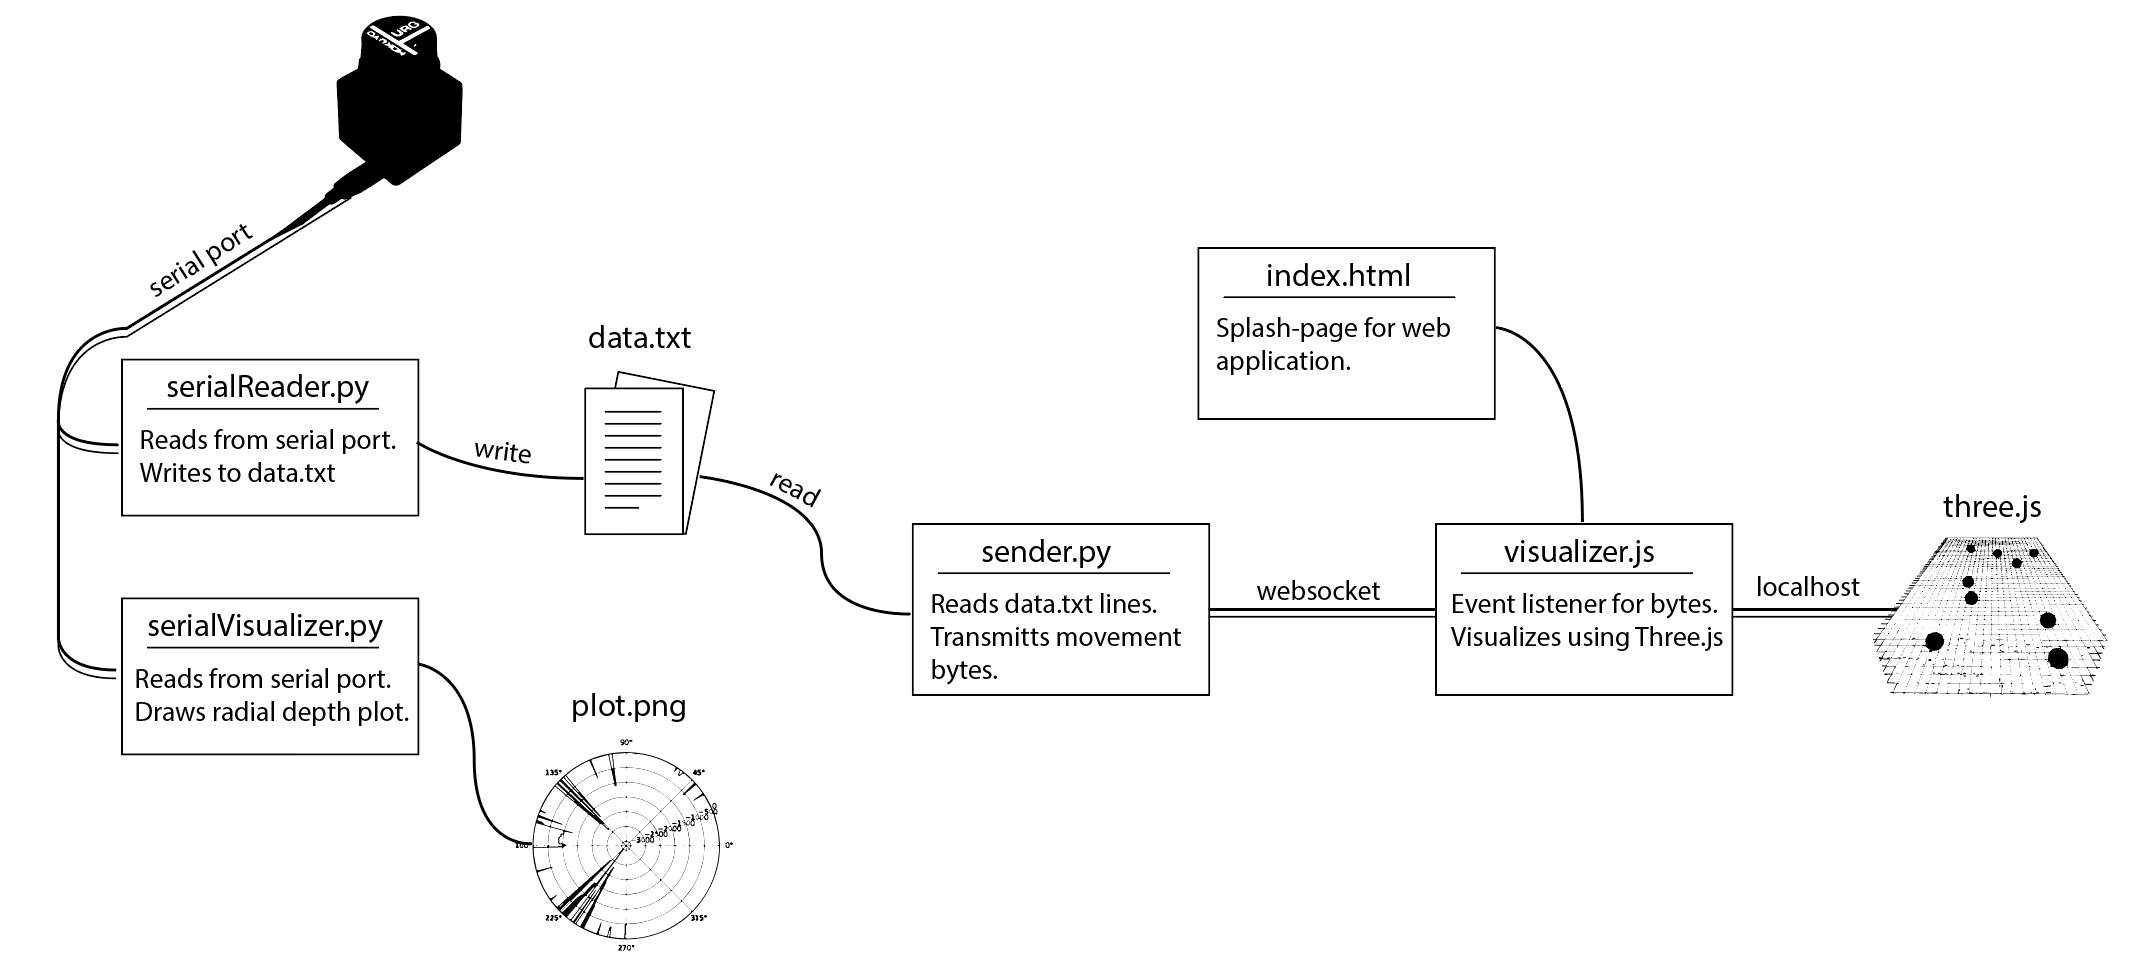 URG
HOKUYO
serial port
serialReader.py
Reads from serial port.
Writes to data.txt
write
data.txt
read
serialVisualizer.py
Reads from serial port.
Draws radial depth plot.
plot.png
90°
135°
45°
180°
0°
225°
315°
270°
sender.py
Reads data.txt lines.
Transmitts movement
bytes.
websocket
index.html
Splash-page for web
application.
visualizer.js
Event listener for bytes.
Visualizes using Three.js
localhost
three.js